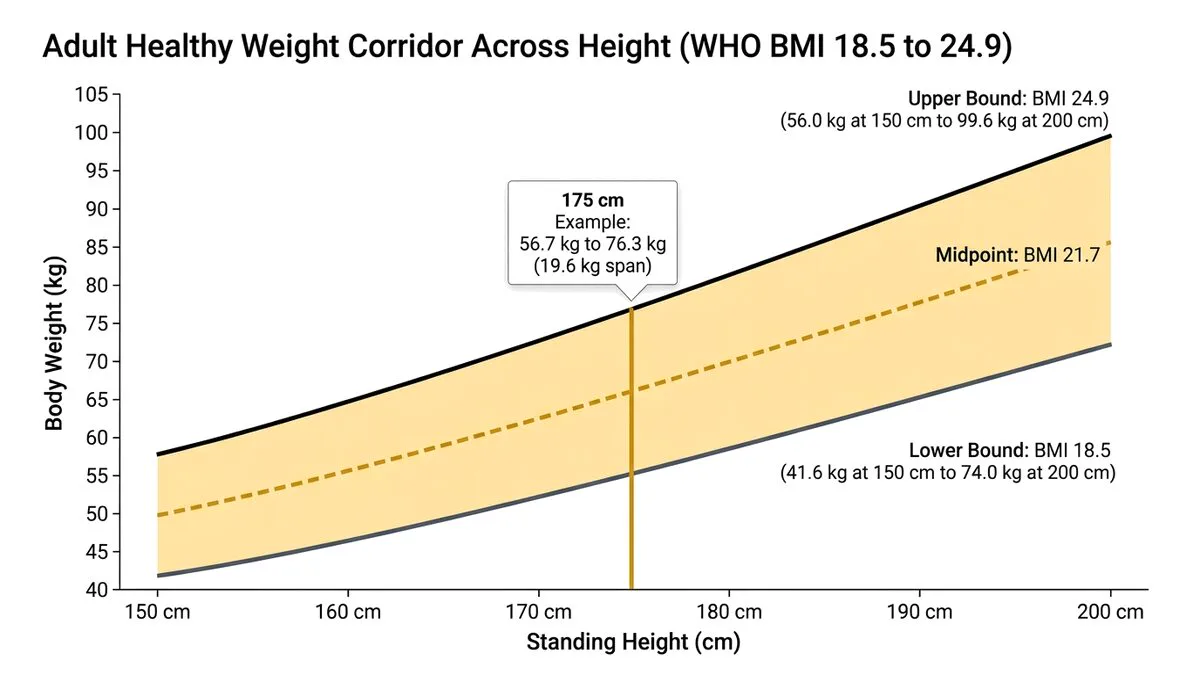 Adult Healthy Weight Corridor Across Height (WHO BMI 18.5 to 24.9)
Body Weight (kg)
105
100
95
90
85
80
75
70
65
60
55
50
45
40
Upper Bound: BMI 24.9
(56.0 kg at 150 cm to 99.6 kg at 200 cm)
175 cm
Example:
56.7 kg to 76.3 kg
(19.6 kg span)
Midpoint: BMI 21.7
Lower Bound: BMI 18.5
(41.6 kg at 150 cm to 74.0 kg at 200 cm)
150 cm
160 cm
170 cm
180 cm
190 cm
200 cm
Standing Height (cm)